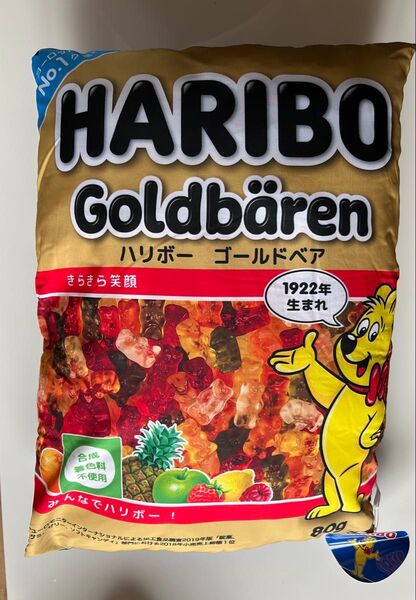 No.1
HARIBO
Goldbären
ハリボー ゴールドベア
きらきら笑顔
1922年
生まれ
合成
着色料
不使用
みんなでハリボー!
80g